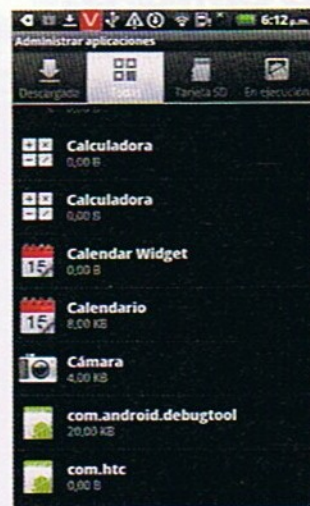 6:12 p.m.
Administrar aplicaciones
Descargado
Todas
Tarjeta SD
En ejecución
Calculadora
0,00 B
Calculadora
0,00 B
Calendar Widget
0,00 B
15
Calendario
8,00 KB
15
Cámara
4,00 KB
com.android.debugtool
20,00 KB
com.htc
0,00 B